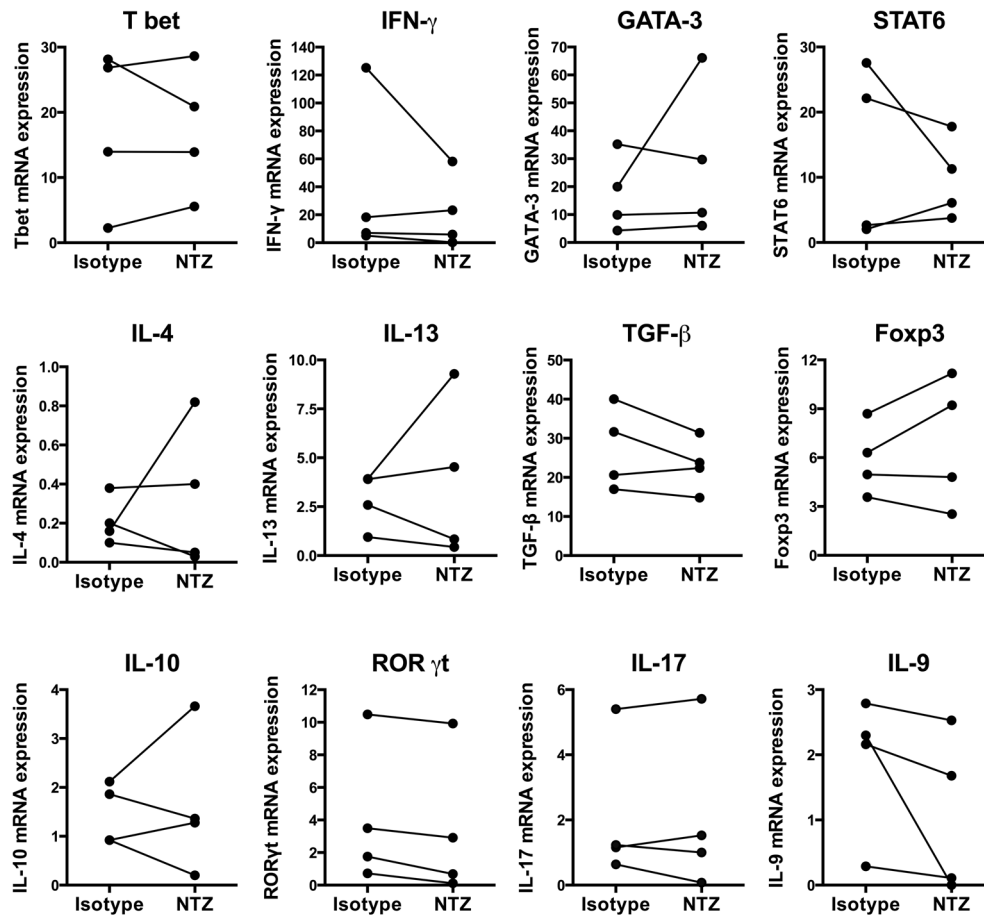 T bet
Tbet mRNA expression
30
20
10
0
Isotype NTZ
IFN-γ
IFN-γ mRNA expression
140
120
100
80
60
40
20
0
Isotype NTZ
GATA-3
GATA-3 mRNA expression
70
60
50
40
30
20
10
0
Isotype NTZ
STAT6
STAT6 mRNA expression
30
20
10
0
Isotype NTZ
IL-4
IL-4 mRNA expression
1.0
0.8
0.6
0.4
0.2
0.0
Isotype NTZ
IL-13
IL-13 mRNA expression
10.0
7.5
5.0
2.5
0.0
Isotype NTZ
TGF-β
TGF-β mRNA expression
50
40
30
20
10
0
Isotype NTZ
Foxp3
Foxp3 mRNA expression
12
9
6
3
0
Isotype NTZ
IL-10
IL-10 mRNA expression
4
3
2
1
0
Isotype NTZ
ROR γt
RORγt mRNA expression
12
10
8
6
4
2
0
Isotype NTZ
IL-17
IL-17 mRNA expression
6
4
2
0
Isotype NTZ
IL-9
IL-9 mRNA expression
3
2
1
0
Isotype NTZ